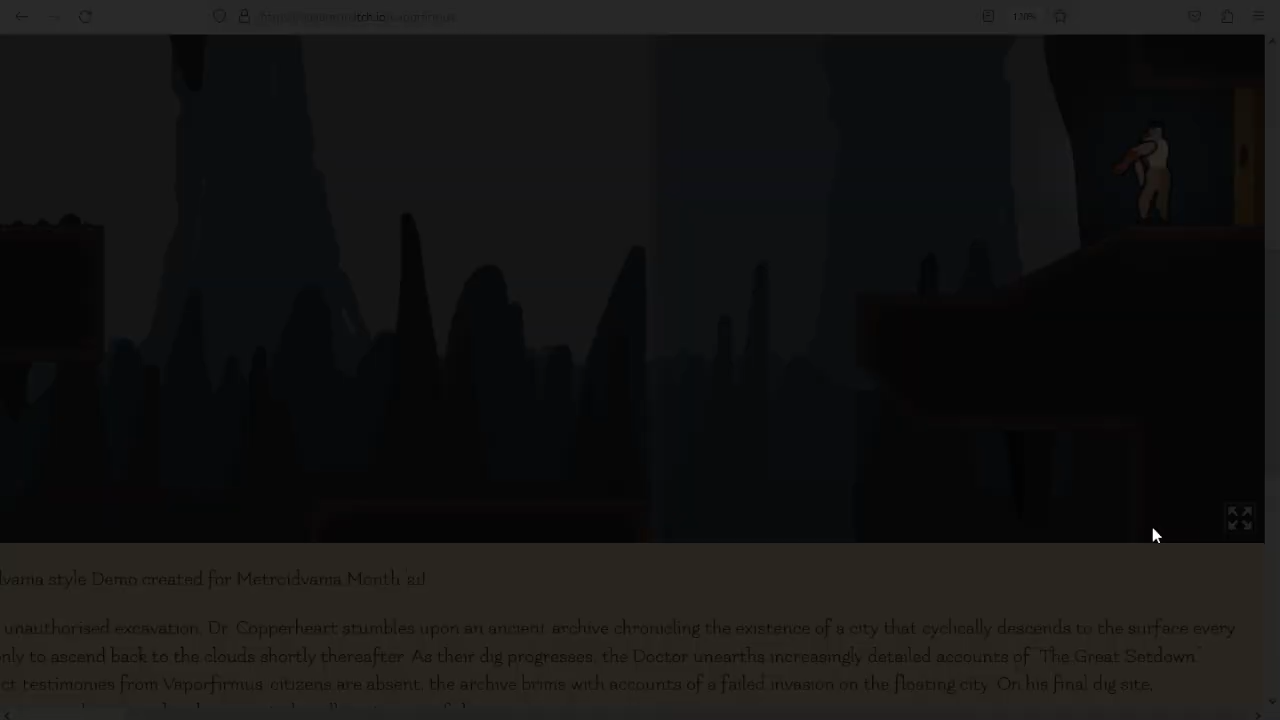 120%
vania style Demo created for Metroidvania Month 21!
unauthorised excavation, Dr. Copperheart stumbles upon an ancient archive chronicling the existence of a city that cyclically descends to the surface every
only to ascend back to the clouds shortly thereafter. As their dig progresses, the Doctor unearths increasingly detailed accounts of 'The Great Setdown.'
ct testimonies from Vaporfirmus citizens are absent, the archive brims with accounts of a failed invasion on the floating city. On his final dig site,